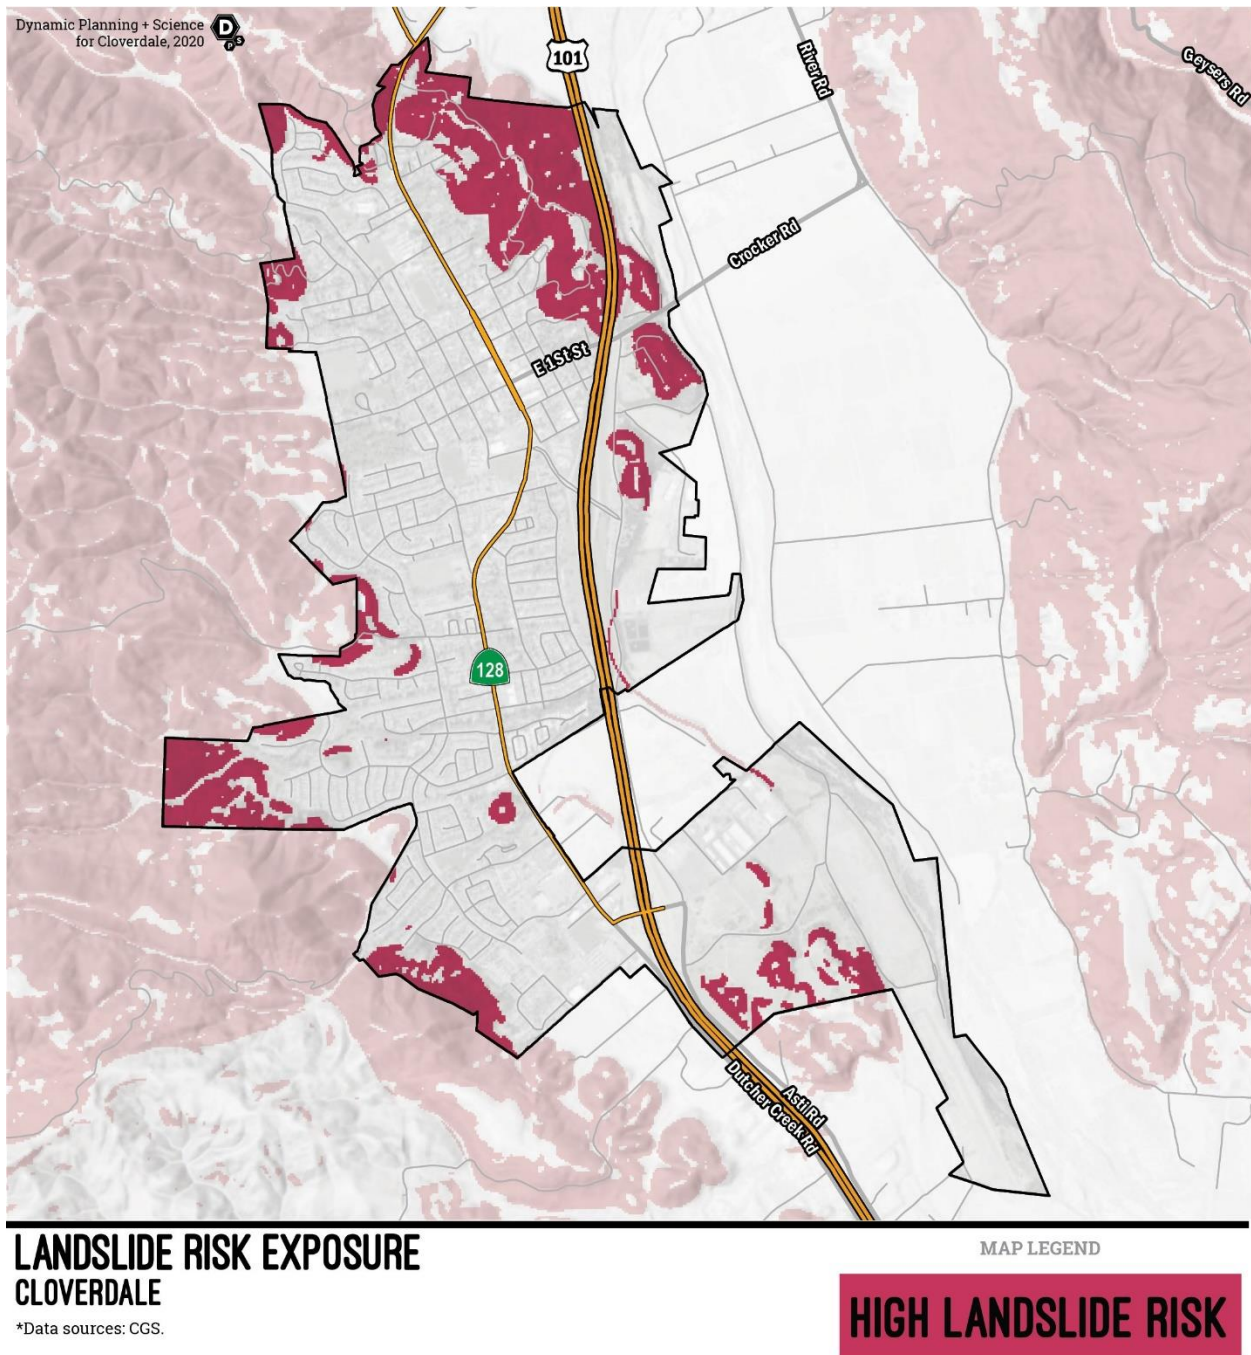 Dynamic Planning + Science
for Cloverdale, 2020
D
P S
101
River Rd
Geysers Rd
Crocker Rd
E 1St St
128
Asti Rd
Dutcher Creek Rd
LANDSLIDE RISK EXPOSURE
CLOVERDALE
*Data sources: CGS.
MAP LEGEND
HIGH LANDSLIDE RISK